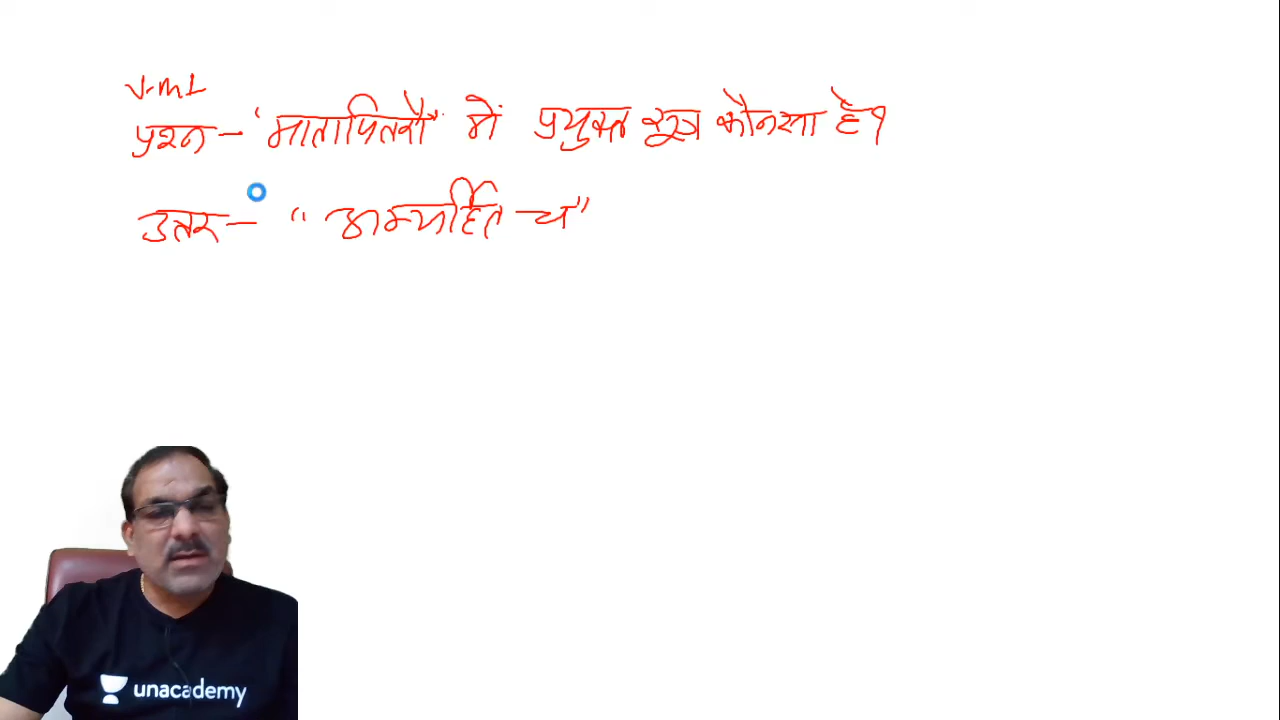 V.M.I
प्रश्न - 'मातापितरौ' में प्रयुक्त सूत्र कौनसा है?
उत्तर - "अभ्यर्हितं च"
unacademy